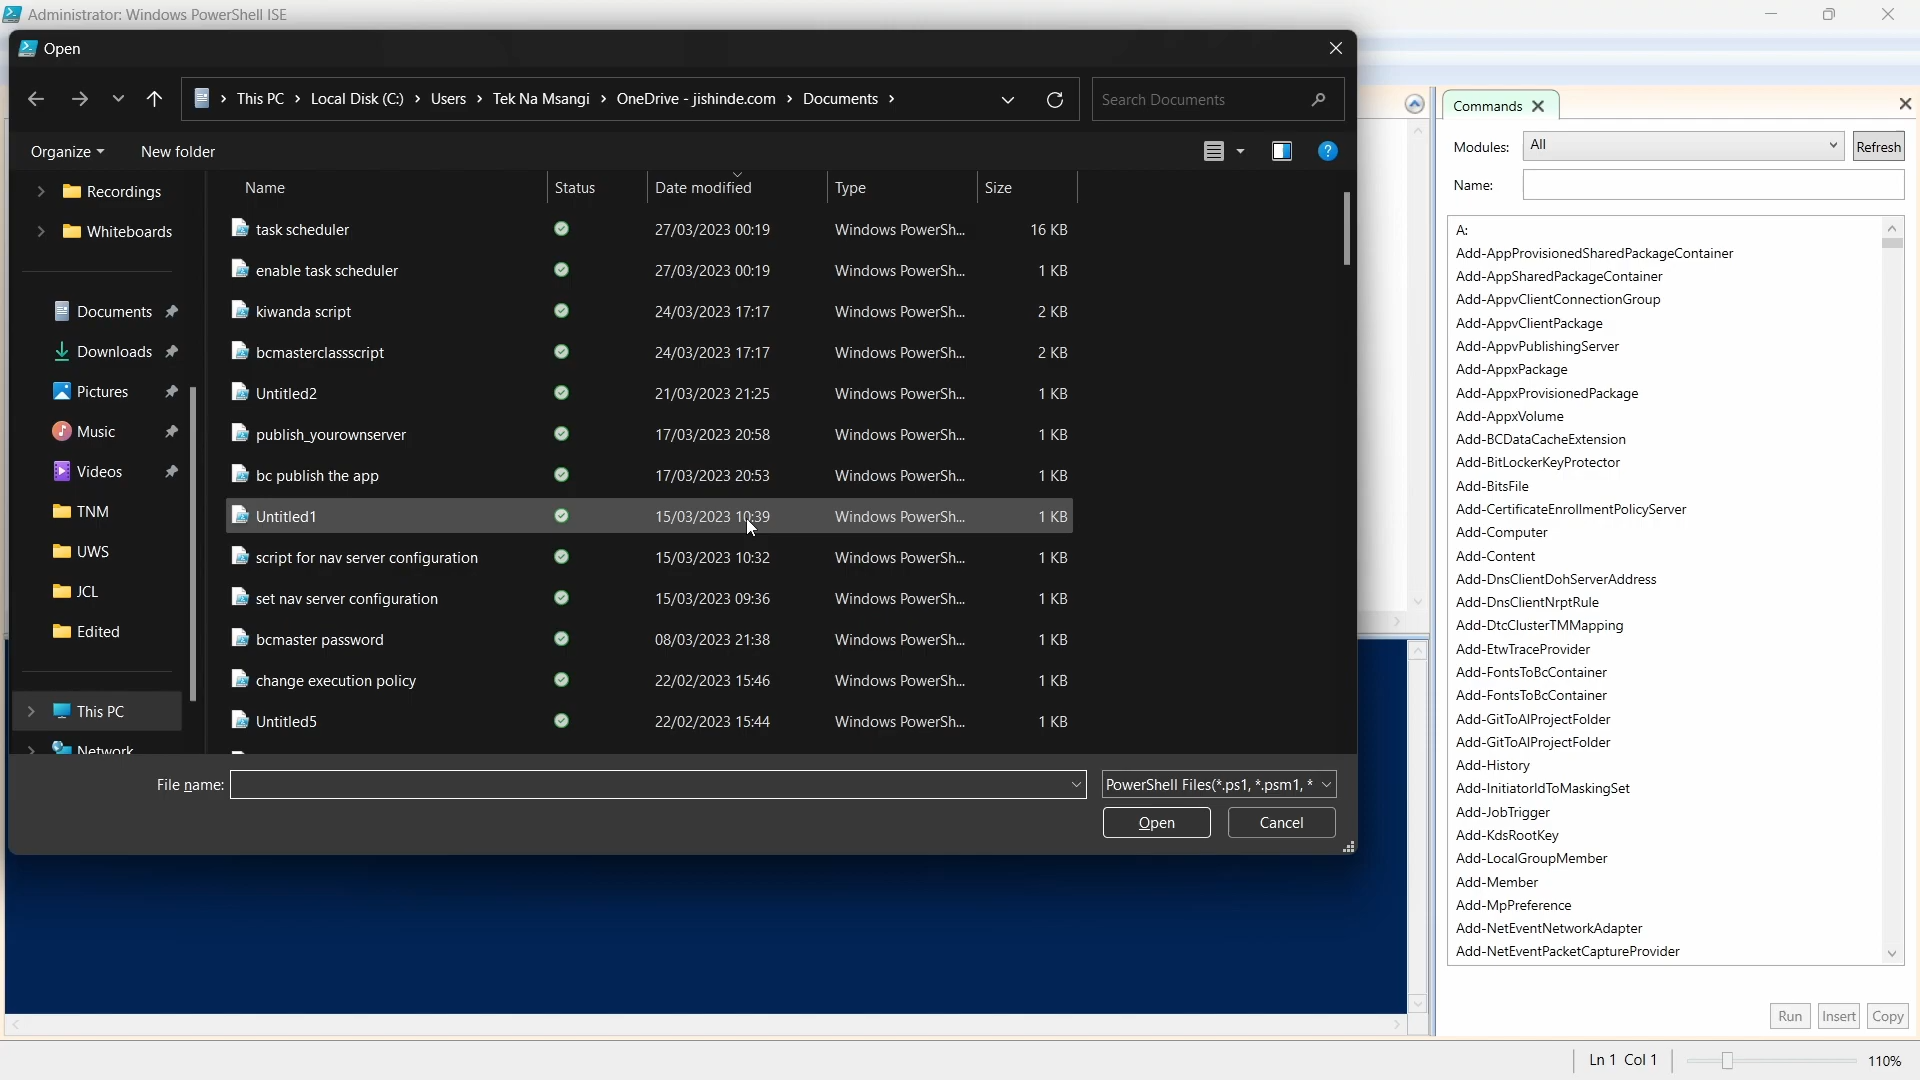 Administrator: Windows PowerShell ISE
Open
This PC › Local Disk (C:) › Users › Tek Na Msangi › OneDrive - jishinde.com › Documents ›
Search Documents
Organize
New folder
Recordings
Whiteboards
Documents
Downloads
Pictures
Music
Videos
TNM
UWS
JCL
Edited
This PC
Network
Name Status Date modified Type Size
task scheduler 27/03/2023 00:19 Windows PowerSh... 16 KB
enable task scheduler 27/03/2023 00:19 Windows PowerSh... 1 KB
kiwanda script 24/03/2023 17:17 Windows PowerSh... 2 KB
bcmasterclassscript 24/03/2023 17:17 Windows PowerSh... 2 KB
Untitled2 21/03/2023 21:25 Windows PowerSh... 1 KB
publish_yourownserver 17/03/2023 20:58 Windows PowerSh... 1 KB
bc publish the app 17/03/2023 20:53 Windows PowerSh... 1 KB
Untitled1 15/03/2023 10:39 Windows PowerSh... 1 KB
script for nav server configuration 15/03/2023 10:32 Windows PowerSh... 1 KB
set nav server configuration 15/03/2023 09:36 Windows PowerSh... 1 KB
bcmaster password 08/03/2023 21:38 Windows PowerSh... 1 KB
change execution policy 22/02/2023 15:46 Windows PowerSh... 1 KB
Untitled5 22/02/2023 15:44 Windows PowerSh... 1 KB
File name:
PowerShell Files(*.ps1, *.psm1, *
Open
Cancel
Commands
Modules: All Refresh
Name:
A:
Add-AppProvisionedSharedPackageContainer
Add-AppSharedPackageContainer
Add-AppvClientConnectionGroup
Add-AppvClientPackage
Add-AppvPublishingServer
Add-AppxPackage
Add-AppxProvisionedPackage
Add-AppxVolume
Add-BCDataCacheExtension
Add-BitLockerKeyProtector
Add-BitsFile
Add-CertificateEnrollmentPolicyServer
Add-Computer
Add-Content
Add-DnsClientDohServerAddress
Add-DnsClientNrptRule
Add-DtcClusterTMMapping
Add-EtwTraceProvider
Add-FontsToBcContainer
Add-FontsToBcContainer
Add-GitToAlProjectFolder
Add-GitToAlProjectFolder
Add-History
Add-InitiatorIdToMaskingSet
Add-JobTrigger
Add-KdsRootKey
Add-LocalGroupMember
Add-Member
Add-MpPreference
Add-NetEventNetworkAdapter
Add-NetEventPacketCaptureProvider
Run Insert Copy
Ln 1 Col 1
110%